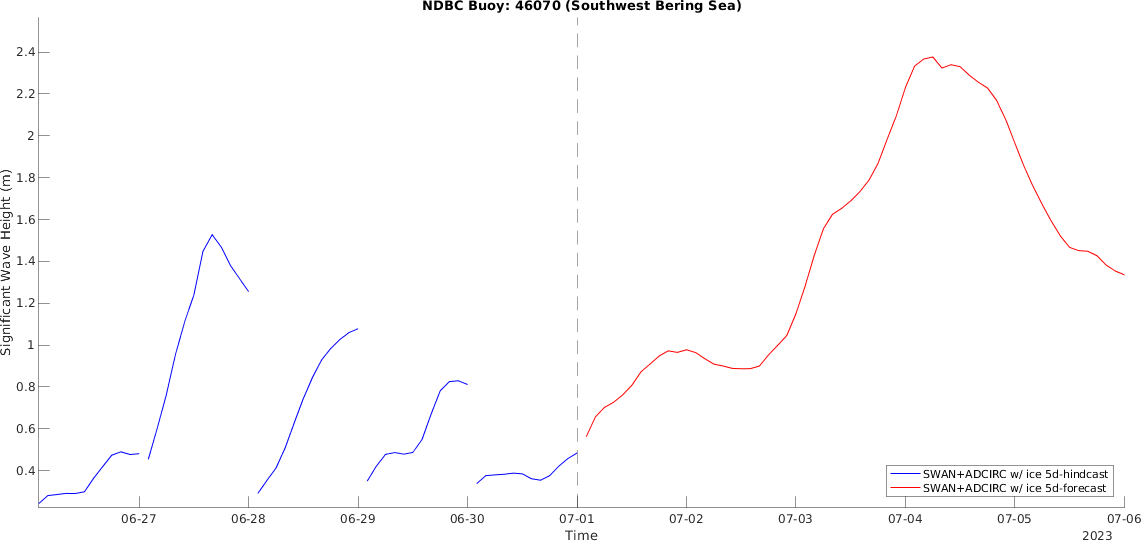 NDBC Buoy: 46070 (Southwest Bering Sea)
Significant Wave Height (m)
2.4
2.2
2
1.8
1.6
1.4
1.2
1
0.8
0.6
0.4
SWAN+ADCIRC w/ ice 5d-hindcast
SWAN+ADCIRC w/ ice 5d-forecast
06-27 06-28 06-29 06-30 07-01 07-02 07-03 07-04 07-05 07-06
Time
2023